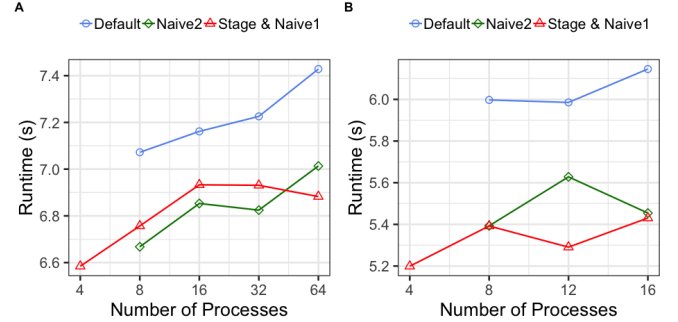 A
B
Default Naive2 Stage & Naive1
Default Naive2 Stage & Naive1
7.4
7.2
7.0
6.8
6.6
Runtime (s)
4 8 16 32 64
Number of Processes
6.0
5.8
5.6
5.4
5.2
Runtime (s)
4 8 12 16
Number of Processes